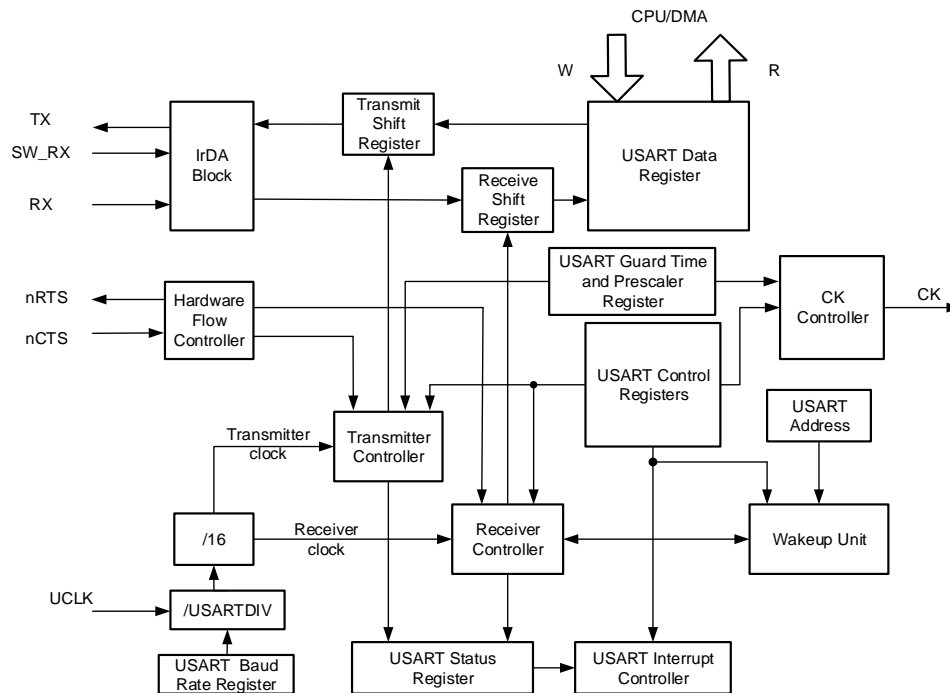 CPU/DMA
W
R
TX
SW_RX
RX
IrDA
Block
Transmit
Shift
Register
Receive
Shift
Register
USART Data
Register
nRTS
nCTS
Hardware
Flow
Controller
USART Guard Time
and Prescaler
Register
CK
Controller
CK
USART Control
Registers
USART
Address
Transmitter
clock
Transmitter
Controller
/16
Receiver
clock
Receiver
Controller
Wakeup Unit
UCLK
/USARTDIV
USART Baud
Rate Register
USART Status
Register
USART Interrupt
Controller